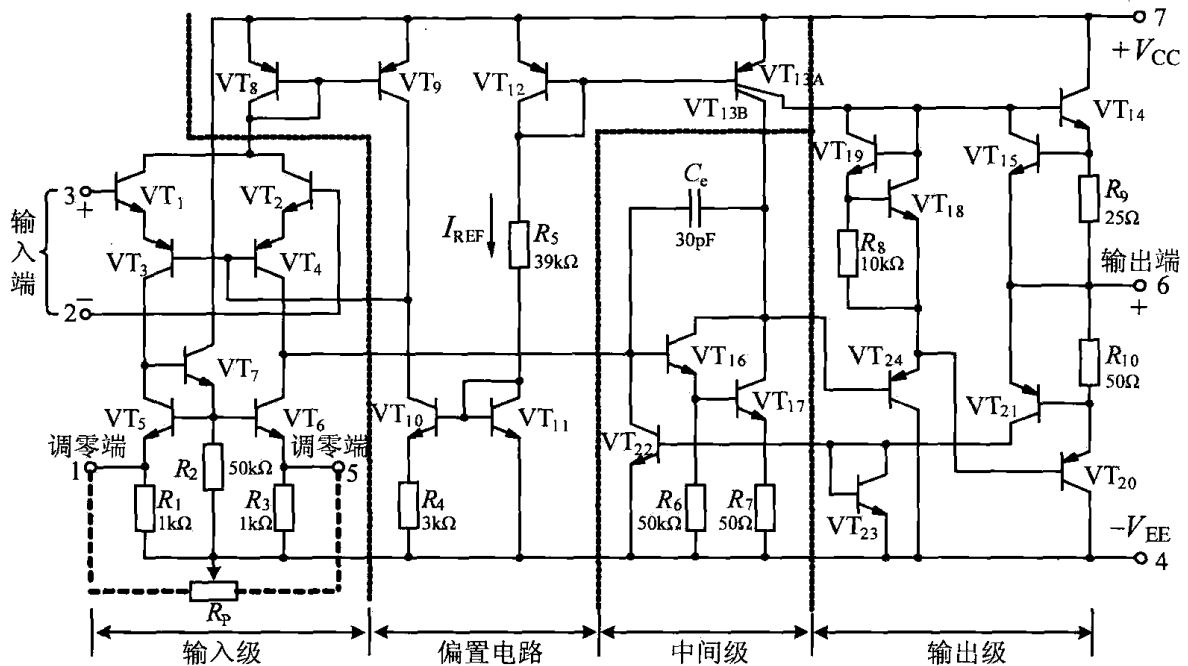 7
+V_CC
VT8
VT9
VT12
VT13A
VT13B
VT14
VT19
VT15
3
+
VT1
VT2
Ce
30pF
R9
25Ω
VT18
输入端
IREF
R5
39kΩ
R8
10kΩ
输出端
6
+
VT3
VT4
2
−
VT16
VT24
R10
50Ω
VT7
VT17
VT21
VT5
VT6
VT10
VT11
VT22
VT20
调零端
1
调零端
5
R2
50kΩ
R1
1kΩ
R3
1kΩ
R4
3kΩ
R6
50kΩ
R7
50Ω
VT23
−VEE
4
RP
输入级
偏置电路
中间级
输出级